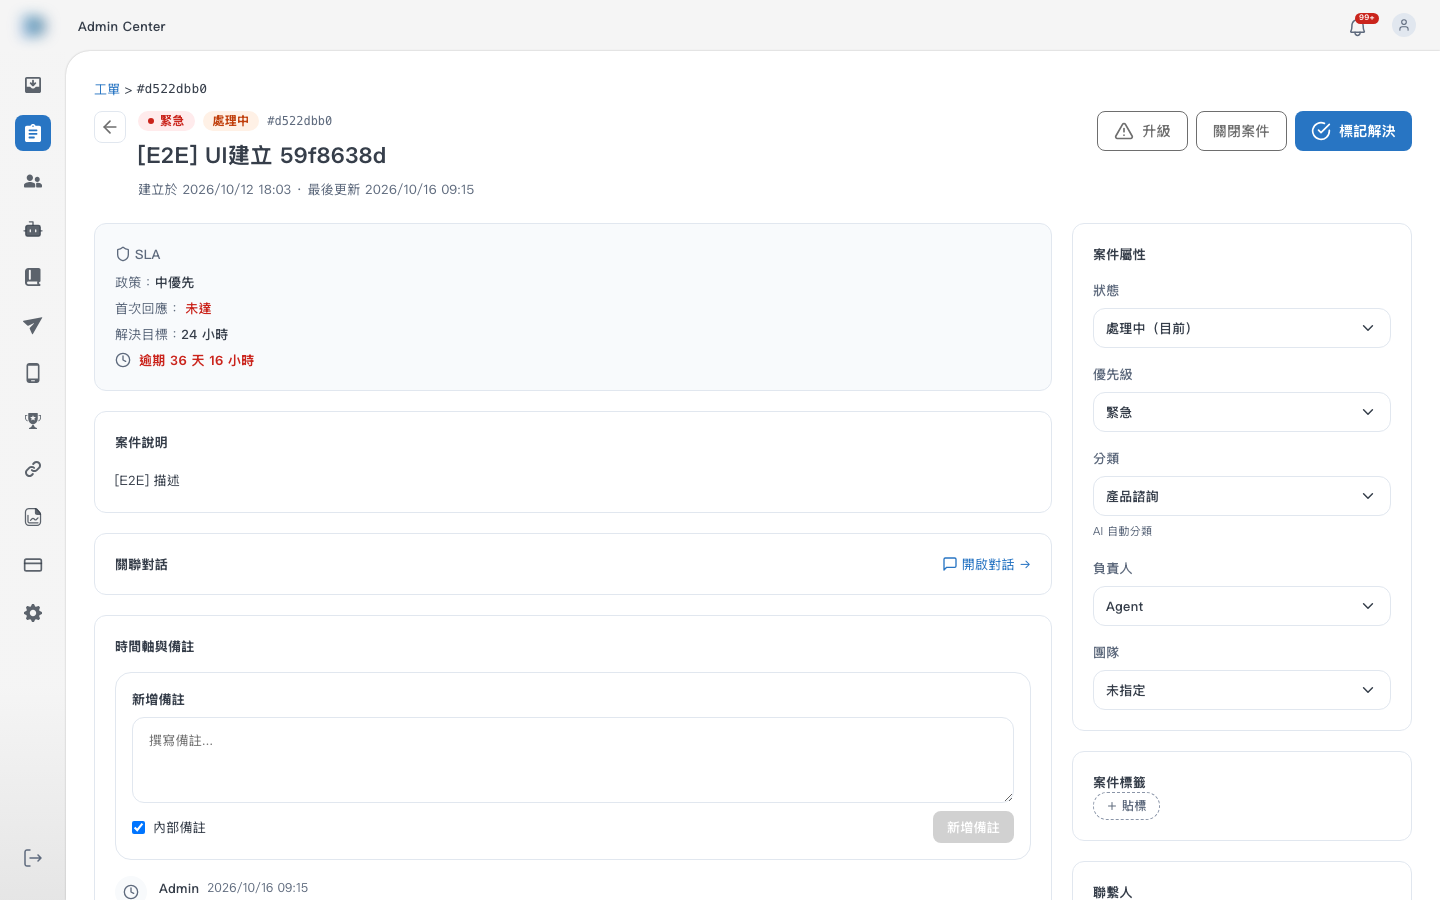 Admin Center
99+
工單 > #d522dbb0
緊急 處理中 #d522dbb0
[E2E] UI建立 59f8638d
建立於 2026/10/12 18:03 · 最後更新 2026/10/16 09:15
升級
關閉案件
標記解決
SLA
政策：中優先
首次回應： 未達
解決目標：24 小時
逾期 36 天 16 小時
案件說明
[E2E] 描述
關聯對話
開啟對話 →
時間軸與備註
新增備註
撰寫備註...
內部備註
新增備註
Admin 2026/10/16 09:15
案件屬性
狀態
處理中（目前）
優先級
緊急
分類
產品諮詢
AI 自動分類
負責人
Agent
團隊
未指定
案件標籤
+ 貼標
聯繫人